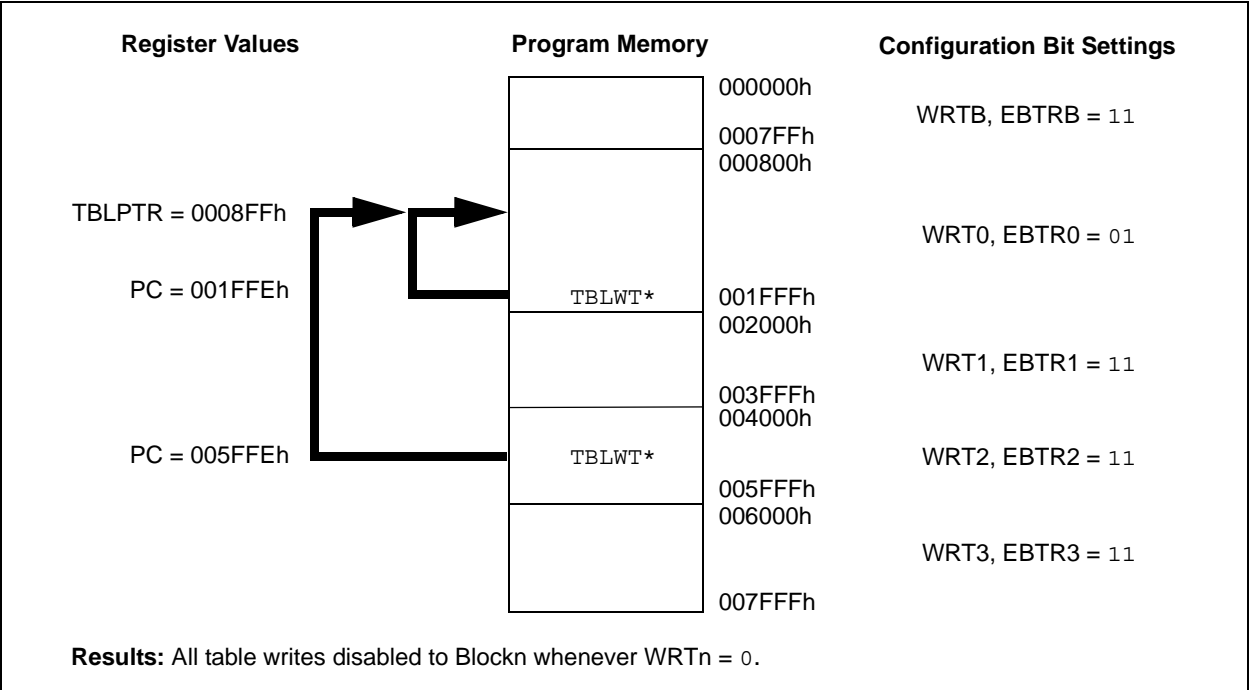 Register Values Program Memory Configuration Bit Settings
000000h
WRTB, EBTRB = 11
0007FFh
000800h
TBLPTR = 0008FFh
WRT0, EBTR0 = 01
PC = 001FFEh TBLWT* 001FFFh
002000h
WRT1, EBTR1 = 11
003FFFh
004000h
PC = 005FFEh TBLWT* WRT2, EBTR2 = 11
005FFFh
006000h
WRT3, EBTR3 = 11
007FFFh
Results: All table writes disabled to Blockn whenever WRTn = 0.